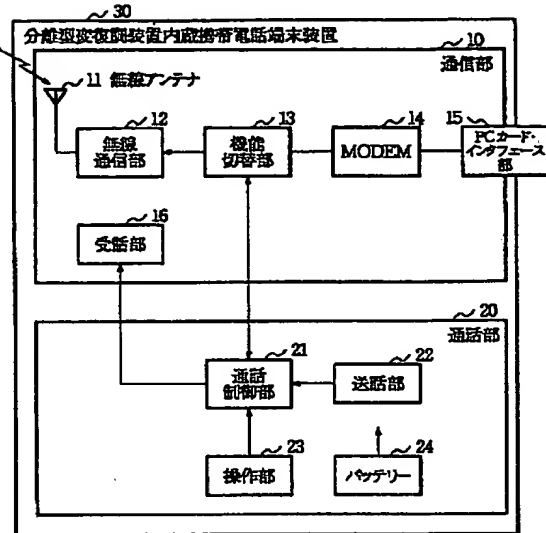 30
分離型変復調装置内蔵携帯電話端末装置
10
通信部
11 無線アンテナ
12
無線
通信部
13
機能
切替部
14
MODEM
15
PCカード・
インタフェース
部
16
受話部
20
通話部
21
通話
制御部
22
送話部
23
操作部
24
バッテリー